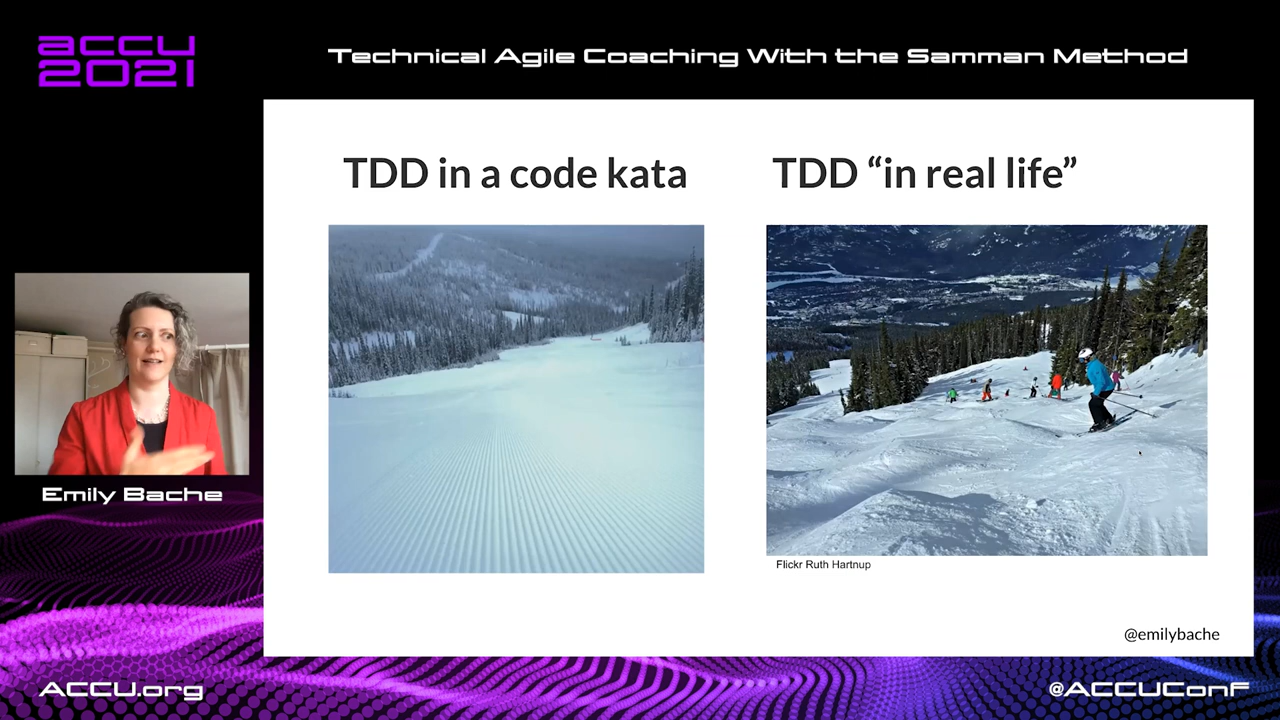 accu
2021
Technical Agile Coaching With the Samman Method
TDD in a code kata
TDD “in real life”
Flickr Ruth Hartnup
@emilybache
Emily Bache
ACCU.org
@ACCUConf